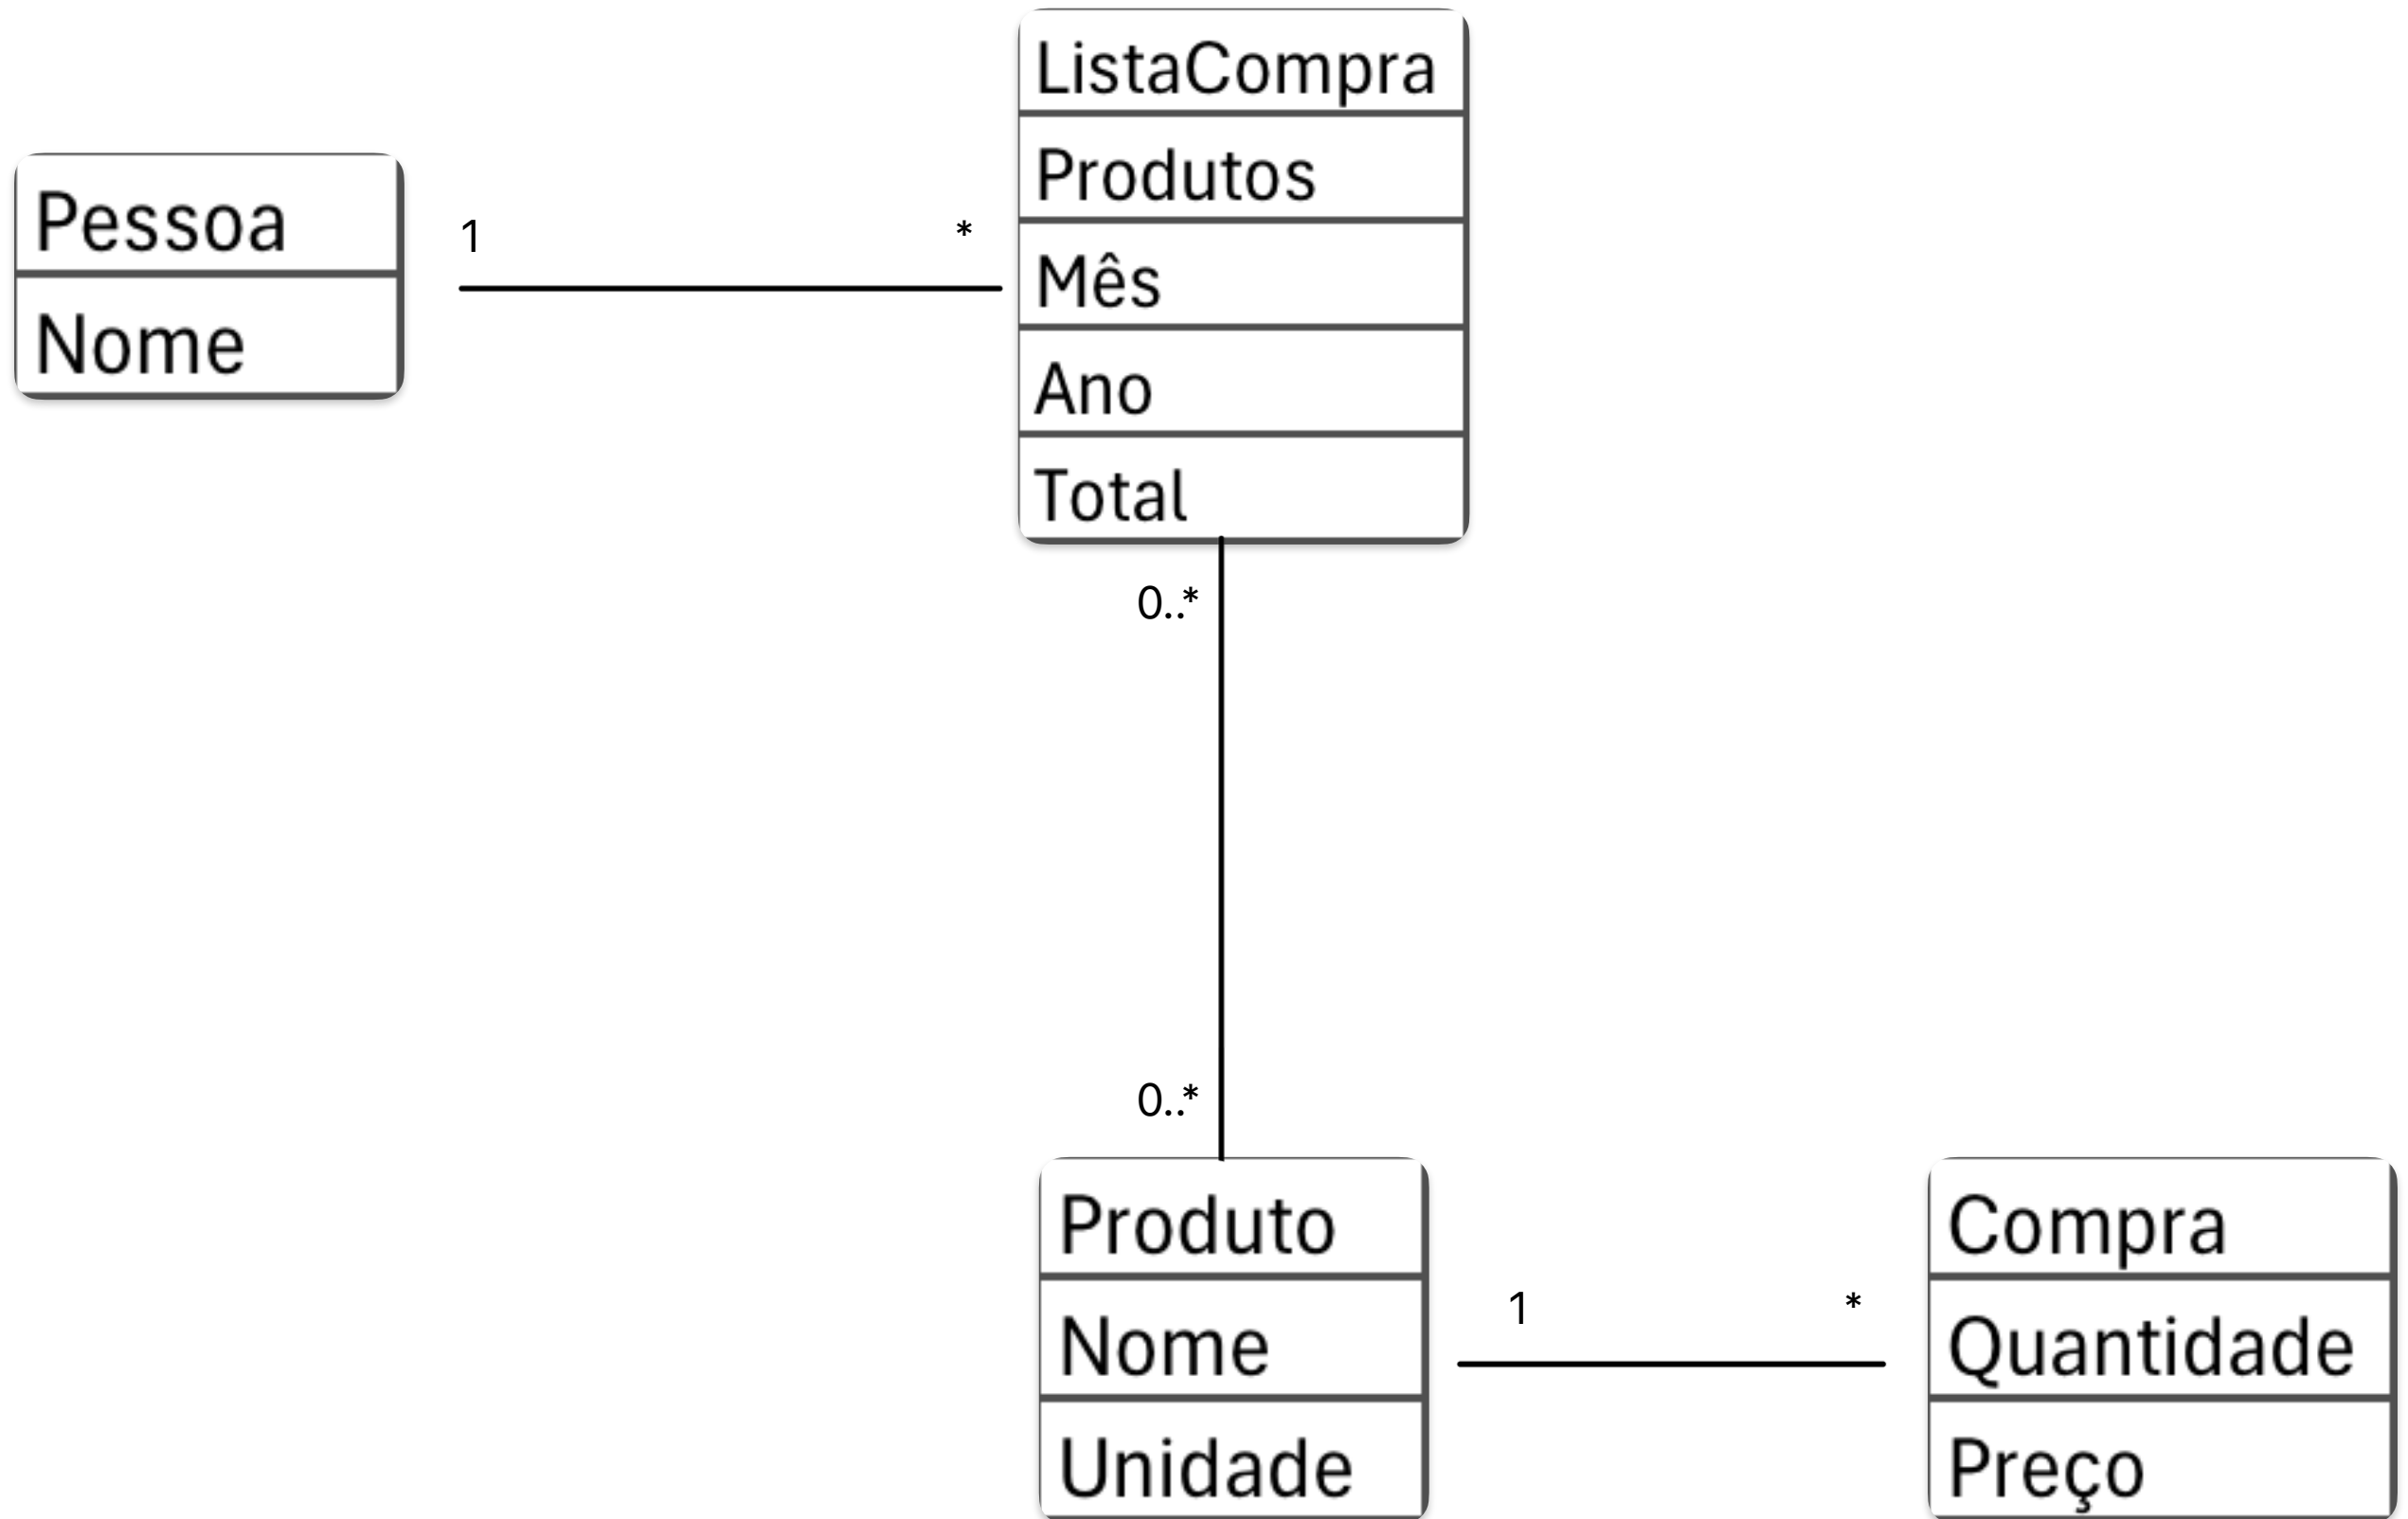 Pessoa
Nome
1
*
ListaCompra
Produtos
Mês
Ano
Total
0..*
0..*
Produto
Nome
Unidade
1
*
Compra
Quantidade
Preço